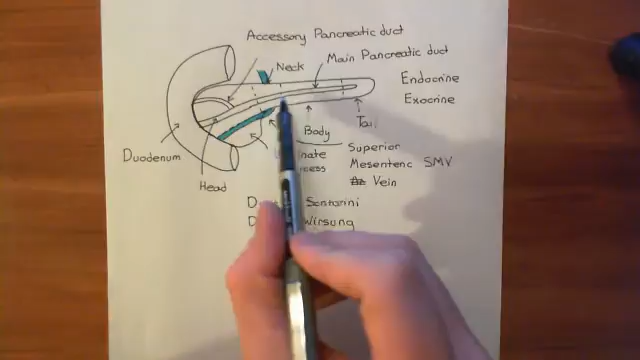 Accessory Pancreatic duct
Neck
Main Pancreatic duct
Endocrine
Exocrine
Tail
Body
Duodenum
Superior
Mesenteric SMV
Vein
Head
Santorini
Wirsung